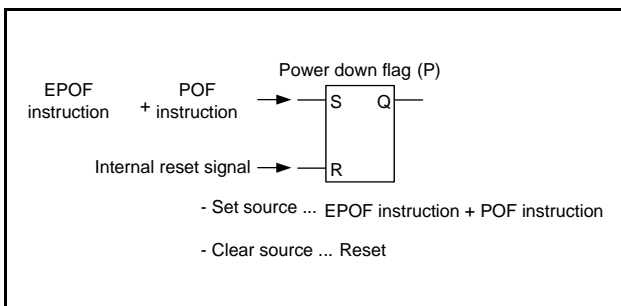 Power down flag (P)
EPOF instruction + POF instruction
S Q
Internal reset signal R
- Set source ... EPOF instruction + POF instruction
- Clear source ... Reset